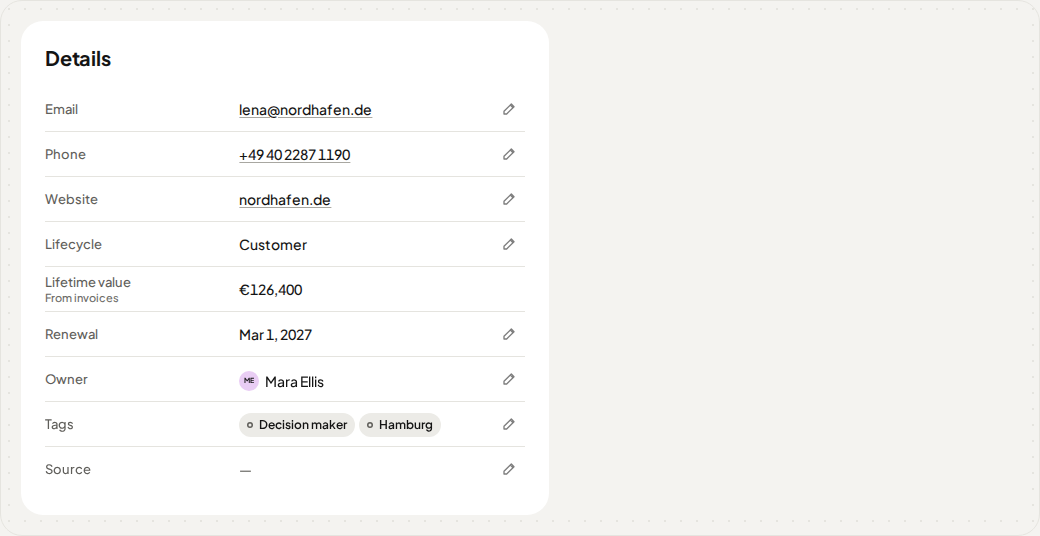 Details
Email lena@nordhafen.de
Phone +49 40 2287 1190
Website nordhafen.de
Lifecycle Customer
Lifetime value €126,400
From invoices
Renewal Mar 1, 2027
Owner ME Mara Ellis
Tags Decision maker Hamburg
Source —